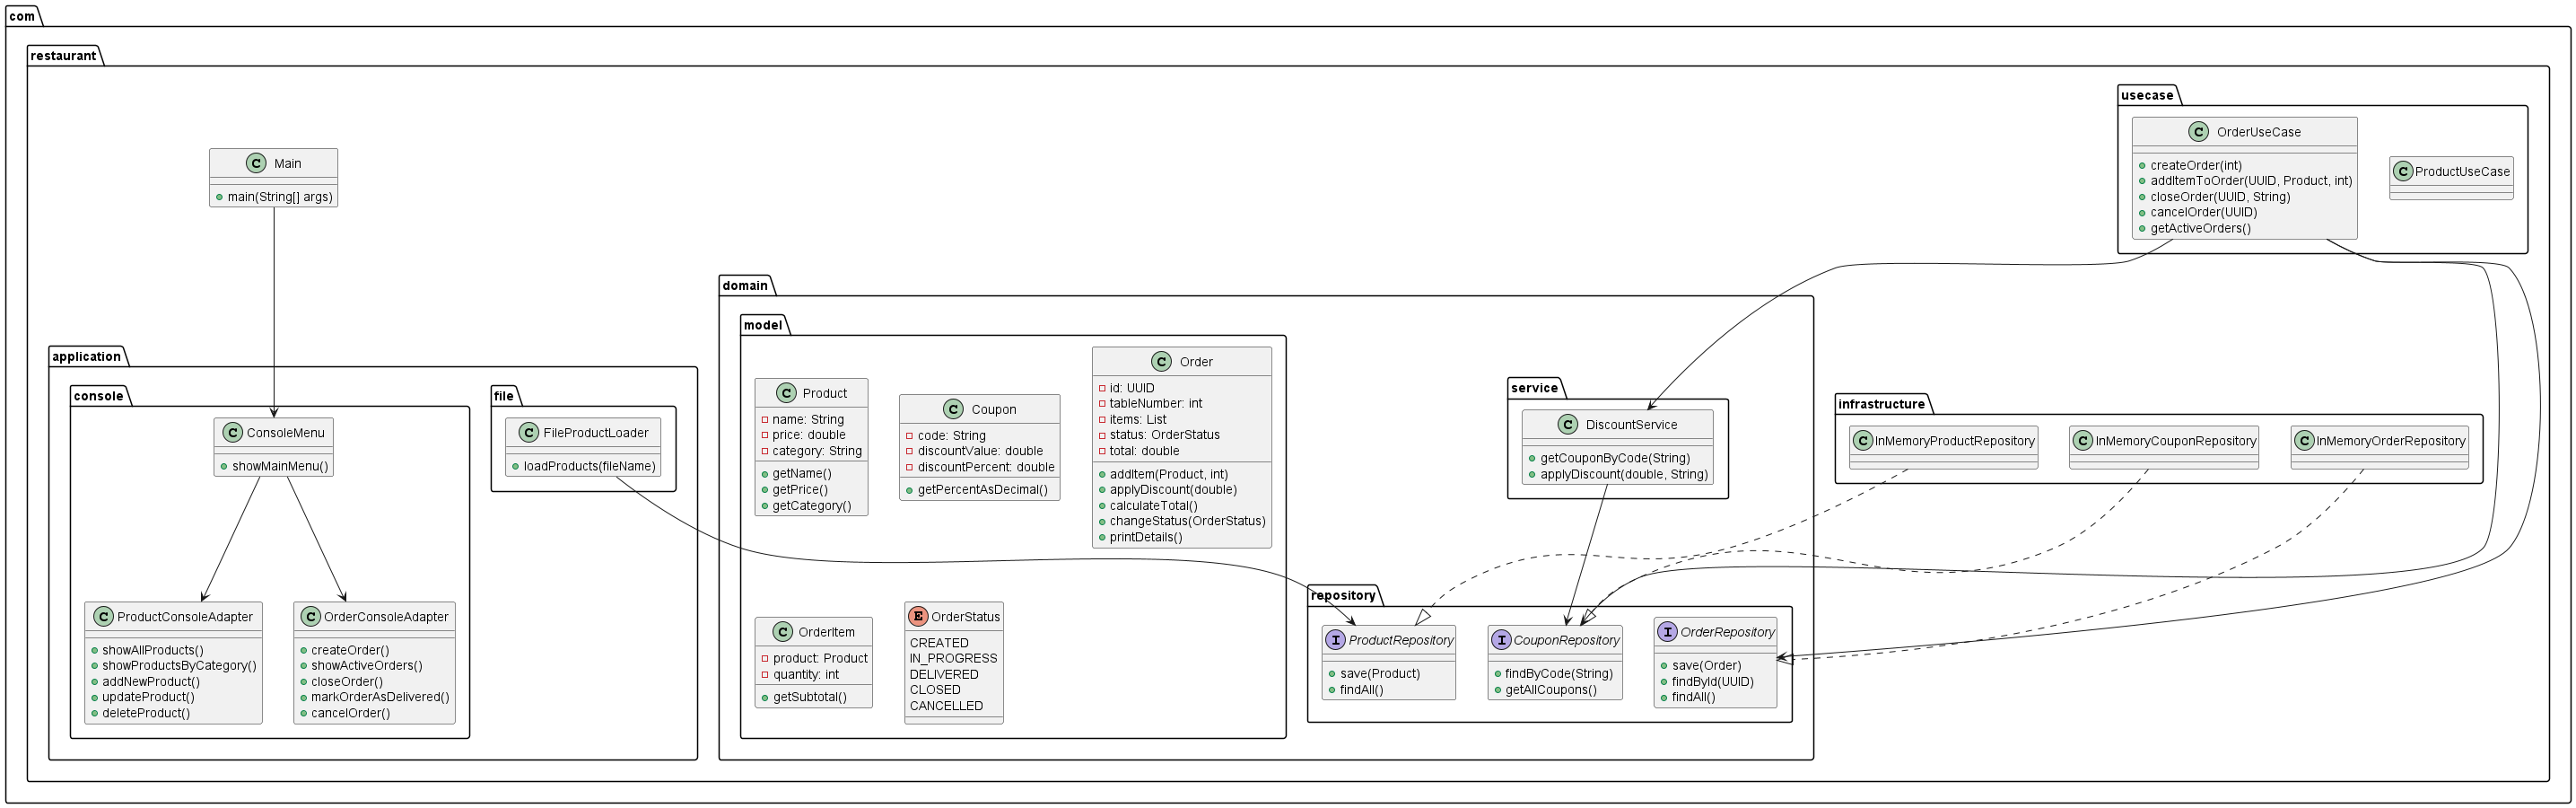 com
restaurant
usecase
OrderUseCase
createOrder(int)
addItemToOrder(UUID, Product, int)
closeOrder(UUID, String)
cancelOrder(UUID)
getActiveOrders()
ProductUseCase
Main
main(String[] args)
domain
model
Product
name: String
price: double
category: String
getName()
getPrice()
getCategory()
Coupon
code: String
discountValue: double
discountPercent: double
getPercentAsDecimal()
Order
id: UUID
tableNumber: int
items: List
status: OrderStatus
total: double
addItem(Product, int)
applyDiscount(double)
calculateTotal()
changeStatus(OrderStatus)
printDetails()
OrderItem
product: Product
quantity: int
getSubtotal()
OrderStatus
CREATED
IN_PROGRESS
DELIVERED
CLOSED
CANCELLED
service
DiscountService
getCouponByCode(String)
applyDiscount(double, String)
repository
ProductRepository
save(Product)
findAll()
CouponRepository
findByCode(String)
getAllCoupons()
OrderRepository
save(Order)
findById(UUID)
findAll()
infrastructure
InMemoryProductRepository
InMemoryCouponRepository
InMemoryOrderRepository
application
console
ConsoleMenu
showMainMenu()
ProductConsoleAdapter
showAllProducts()
showProductsByCategory()
addNewProduct()
updateProduct()
deleteProduct()
OrderConsoleAdapter
createOrder()
showActiveOrders()
closeOrder()
markOrderAsDelivered()
cancelOrder()
file
FileProductLoader
loadProducts(fileName)
C
C
C
C
C
C
C
E
C
I
I
I
C
C
C
C
C
C
C